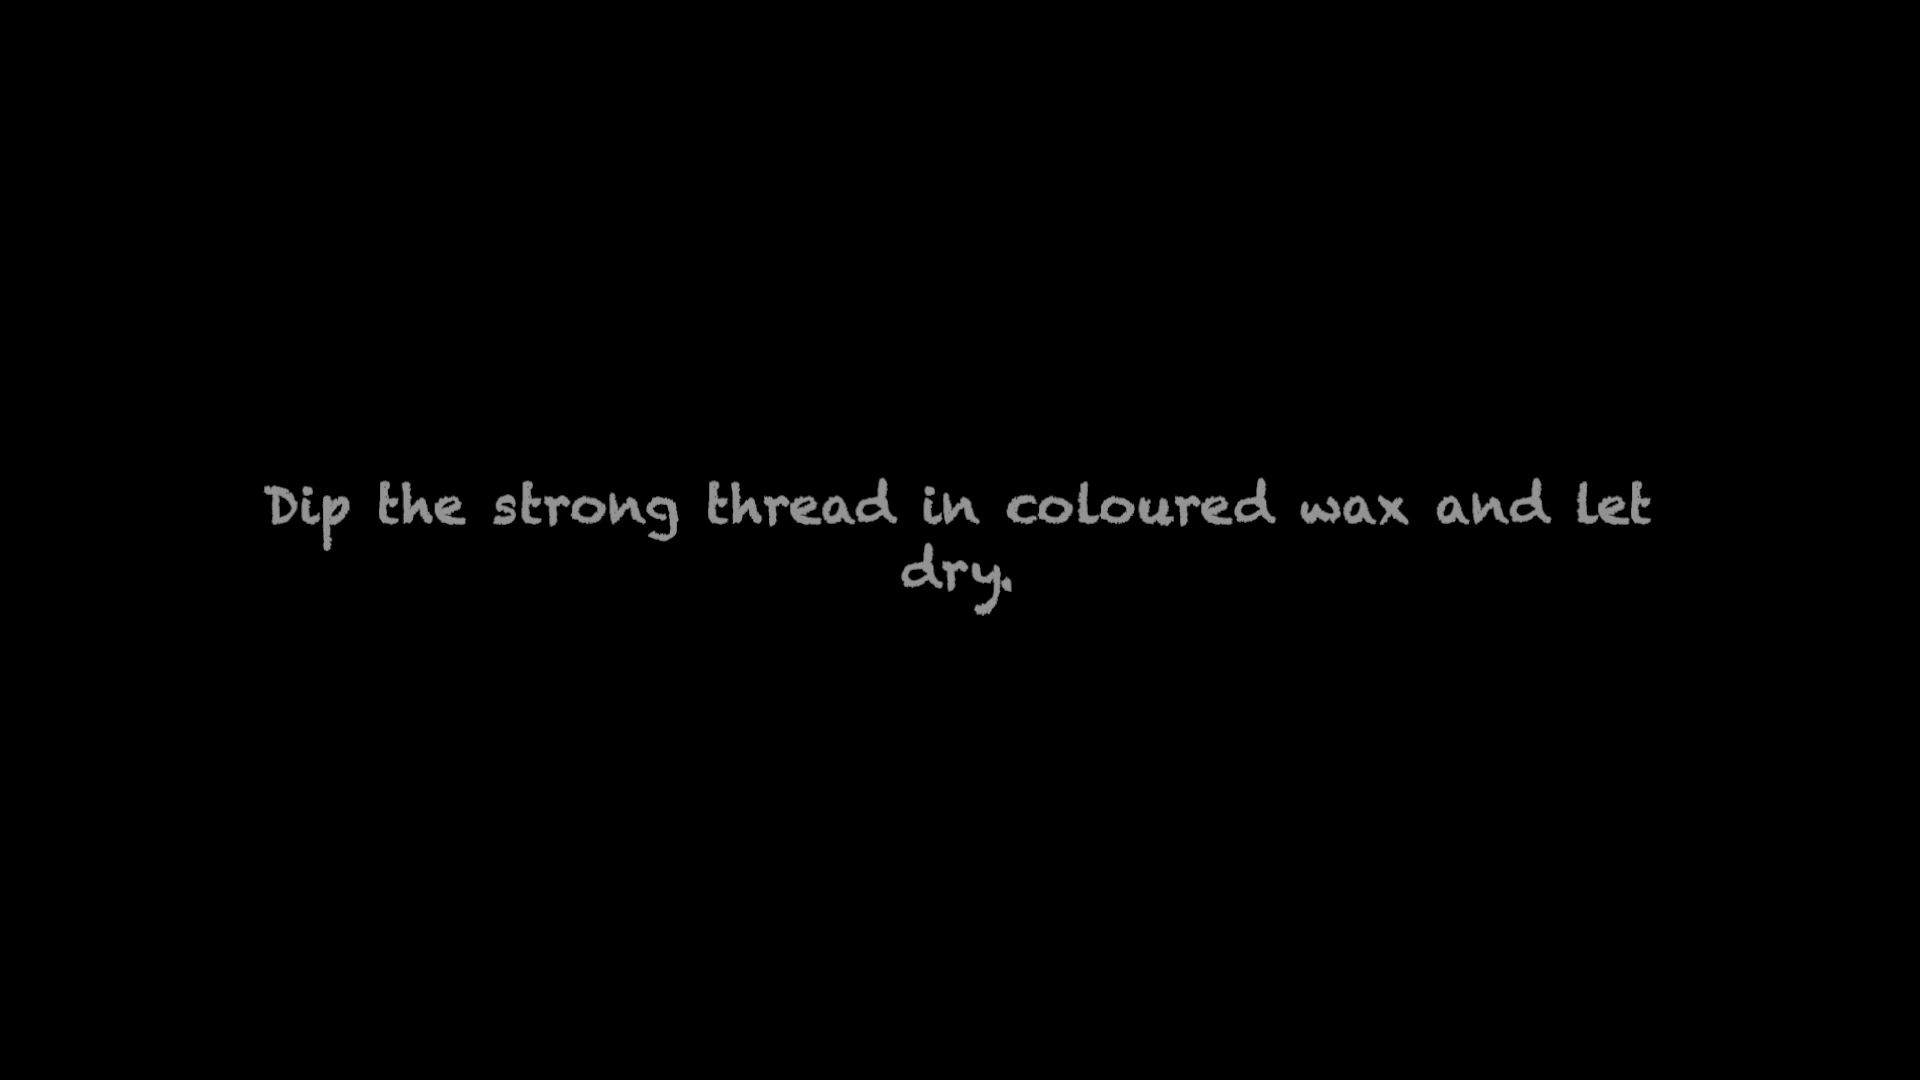 Dip the strong thread in coloured wax and let
dry.